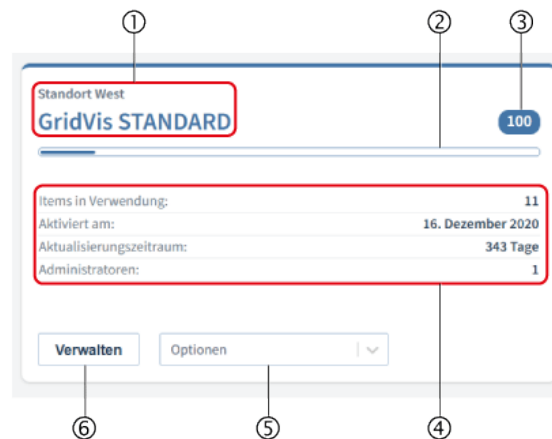 ① ② ③
Standort West
GridVis STANDARD
100
Items in Verwendung: 11
Aktiviert am: 16. Dezember 2020
Aktualisierungszeitraum: 343 Tage
Administratoren: 1
Verwalten Optionen
⑥ ⑤ ④